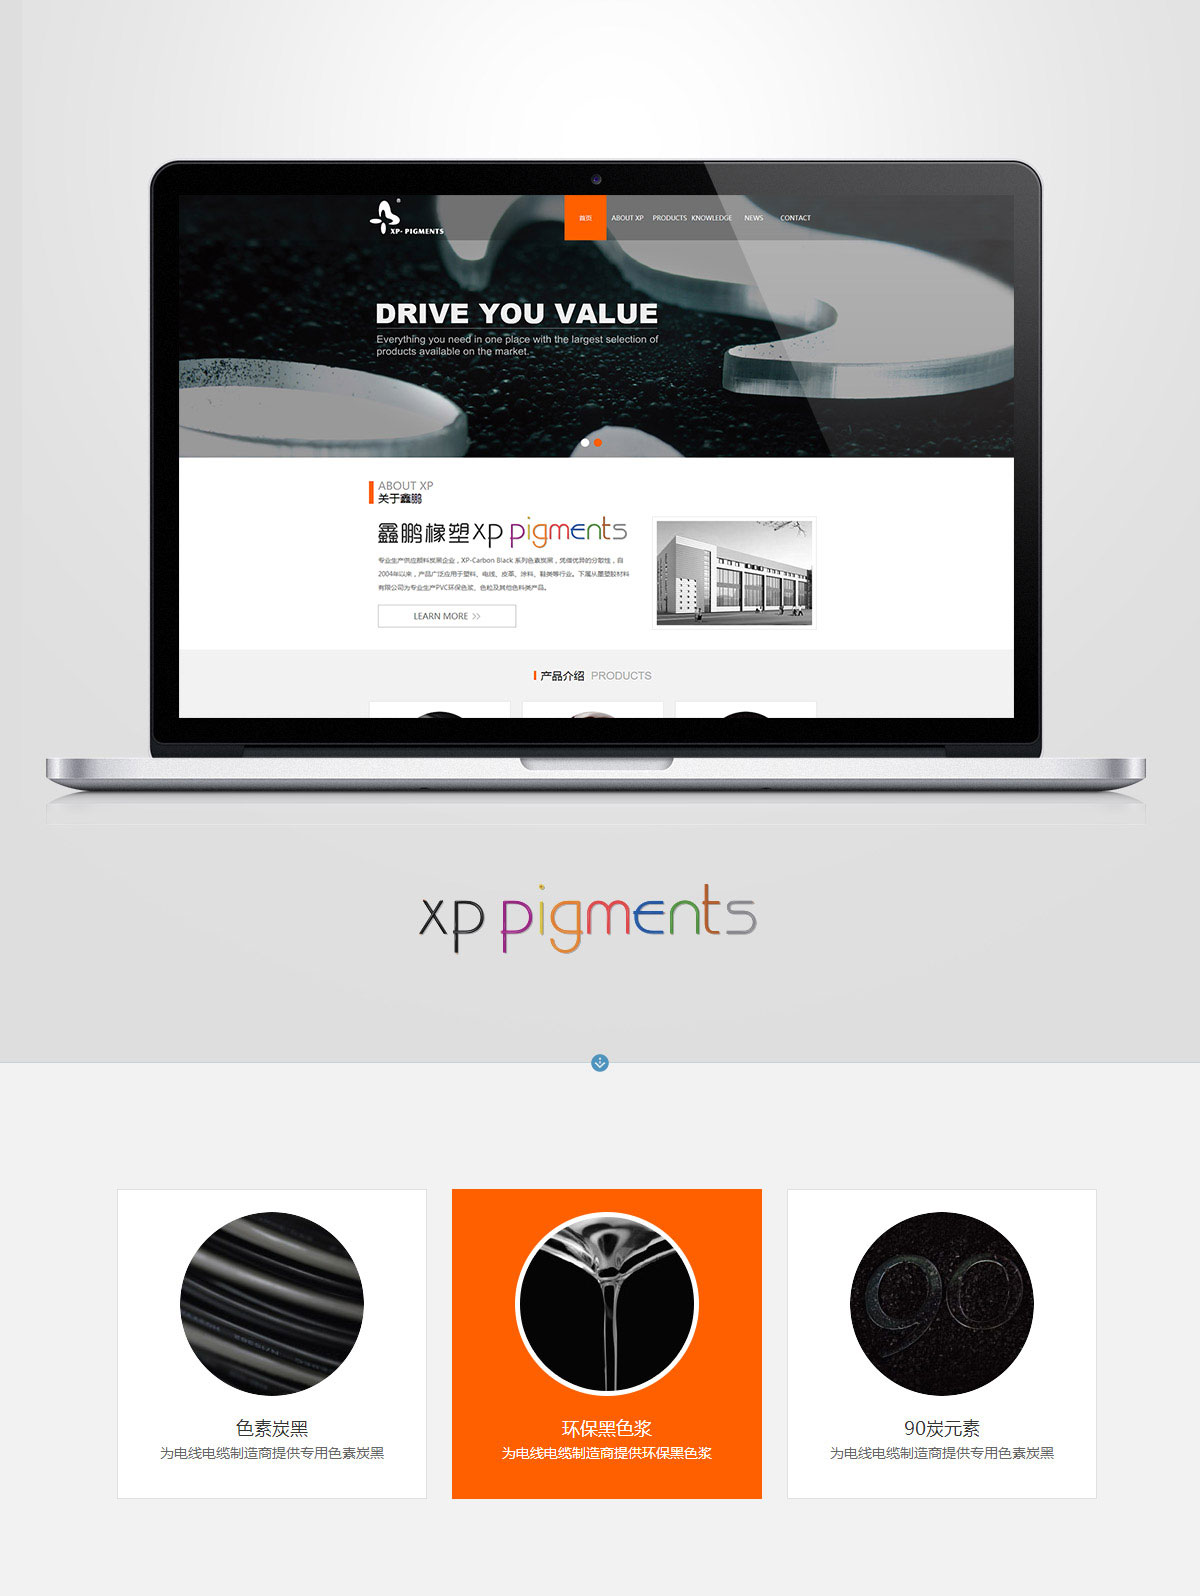 XP- PIGMENTS
首页 ABOUT XP PRODUCTS KNOWLEDGE NEWS CONTACT
DRIVE YOU VALUE
Everything you need in one place with the largest selection of
products available on the market.
ABOUT XP
关于鑫鹏
鑫鹏橡塑xp pigments
专业生产供应颜料炭黑企业，XP-Carbon Black 系列色素炭黑，凭借优异的分散性，自
2004年以来，产品广泛应用于塑料、电线、皮革、涂料、鞋类等行业。下属从墨塑胶材料
有限公司为专业生产PVC环保色浆、色粒及其他色料类产品。
LEARN MORE >>
产品介绍 PRODUCTS
xp pigments
90
色素炭黑
为电线电缆制造商提供专用色素炭黑
环保黑色浆
为电线电缆制造商提供环保黑色浆
90炭元素
为电线电缆制造商提供专用色素炭黑